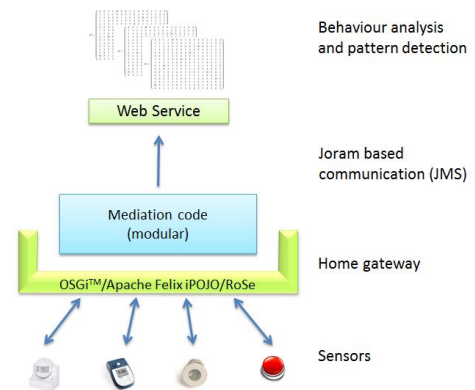 Behaviour analysis
and pattern detection
Web Service
Joram based
communication (JMS)
Mediation code
(modular)
Home gateway
OSGi™/Apache Felix iPOJO/RoSe
Sensors